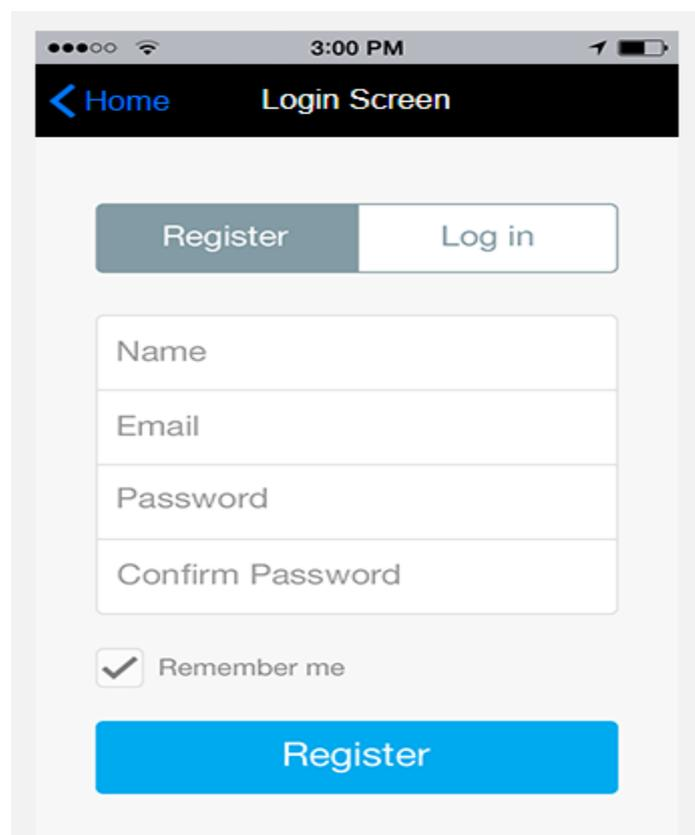 3:00 PM
Home Login Screen
Register Log in
Name
Email
Password
Confirm Password
Remember me
Register